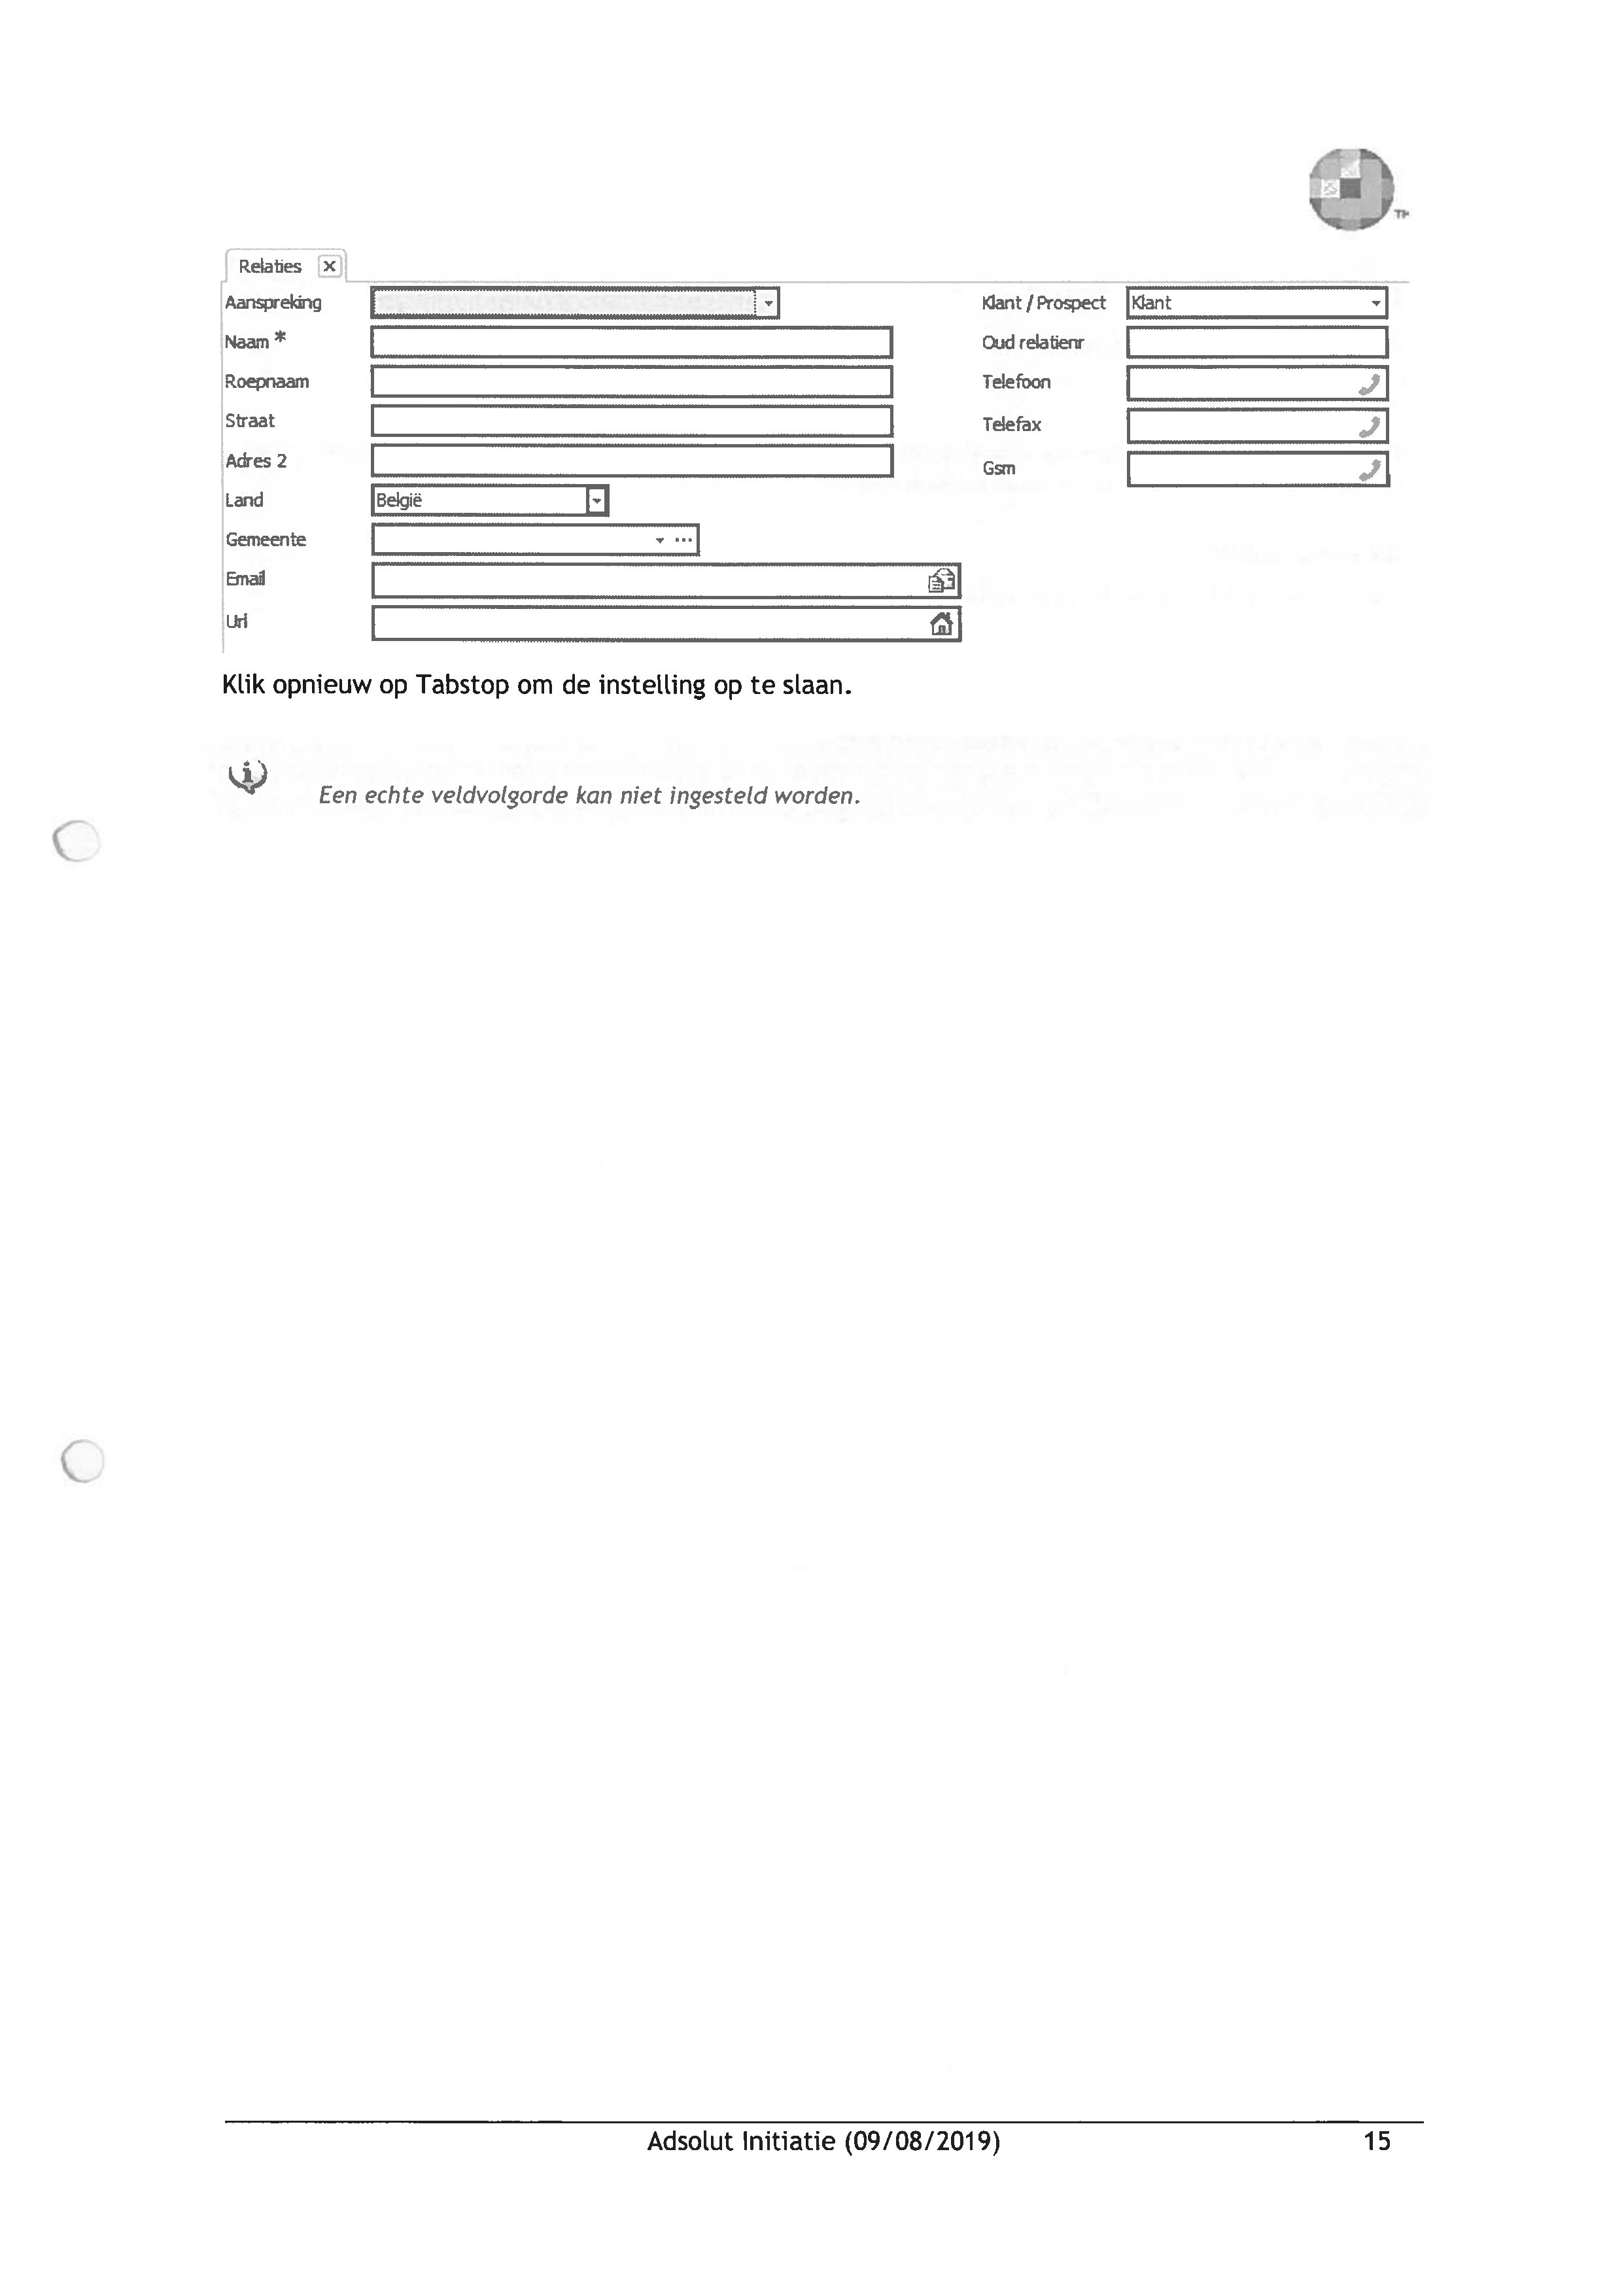 TM
Relaties
Aanspreking
Naam *
Roepnaam
Straat
Adres 2
Land België
Gemeente
Email
Url
Klant / Prospect Klant
Oud relatienr
Telefoon
Telefax
Gsm
Klik opnieuw op Tabstop om de instelling op te slaan.
Een echte veldvolgorde kan niet ingesteld worden.
Adsolut Initiatie (09/08/2019) 15